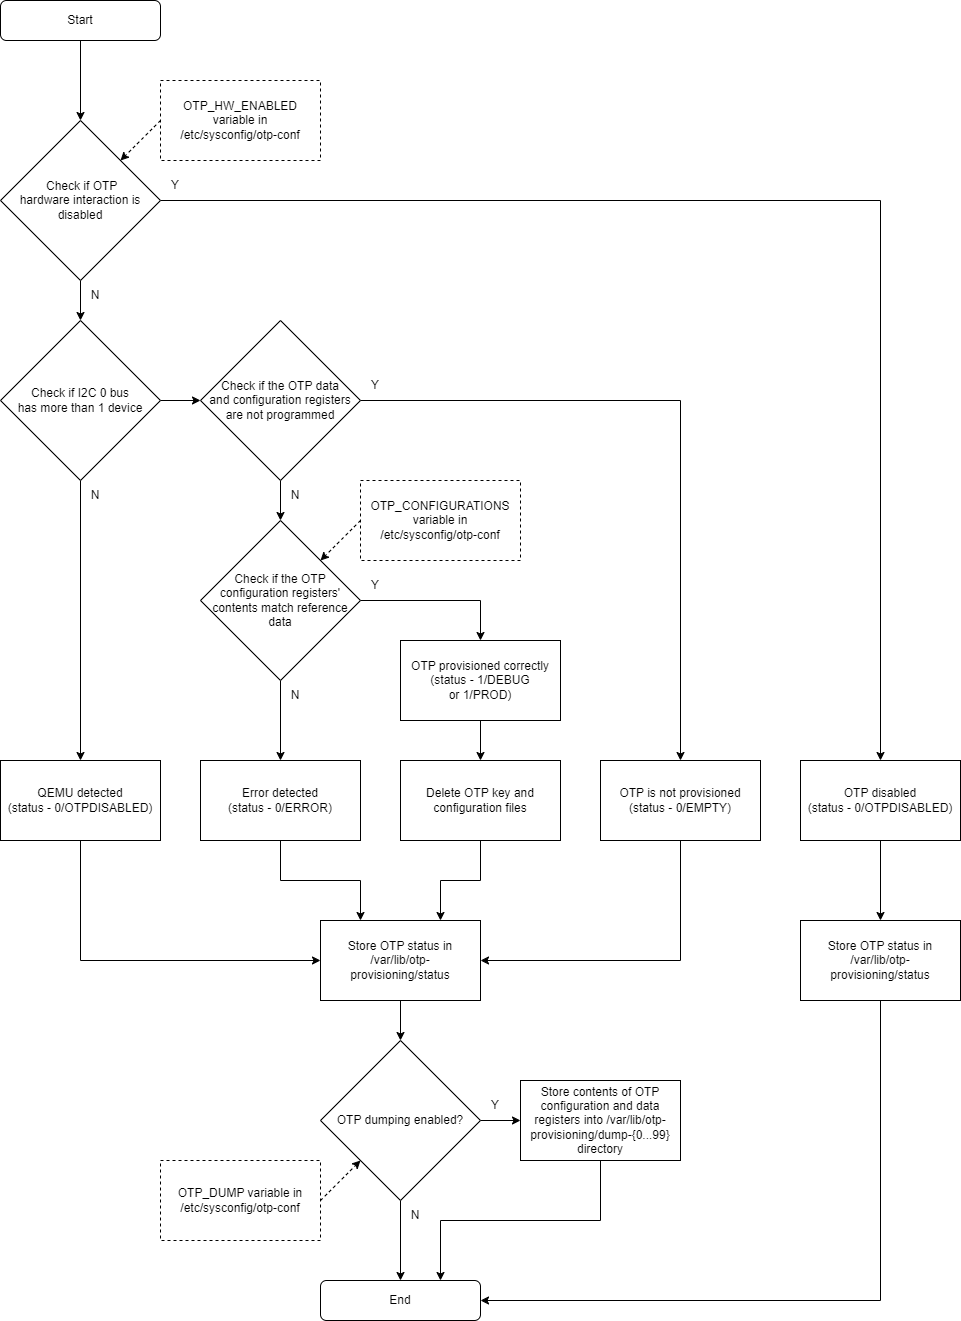 Start
OTP_HW_ENABLED
variable in
/etc/sysconfig/otp-conf
Check if OTP
hardware interaction is
disabled
Y
N
Check if I2C 0 bus
has more than 1 device
Check if the OTP data
and configuration registers
are not programmed
Y
N
N
OTP_CONFIGURATIONS
variable in
/etc/sysconfig/otp-conf
Check if the OTP
configuration registers'
contents match reference
data
Y
N
OTP provisioned correctly
(status - 1/DEBUG
or 1/PROD)
QEMU detected
(status - 0/OTPDISABLED)
Error detected
(status - 0/ERROR)
Delete OTP key and
configuration files
OTP is not provisioned
(status - 0/EMPTY)
OTP disabled
(status - 0/OTPDISABLED)
Store OTP status in
/var/lib/otp-
provisioning/status
Store OTP status in
/var/lib/otp-
provisioning/status
OTP dumping enabled?
Y
Store contents of OTP
configuration and data
registers into /var/lib/otp-
provisioning/dump-{0...99}
directory
OTP_DUMP variable in
/etc/sysconfig/otp-conf
N
End